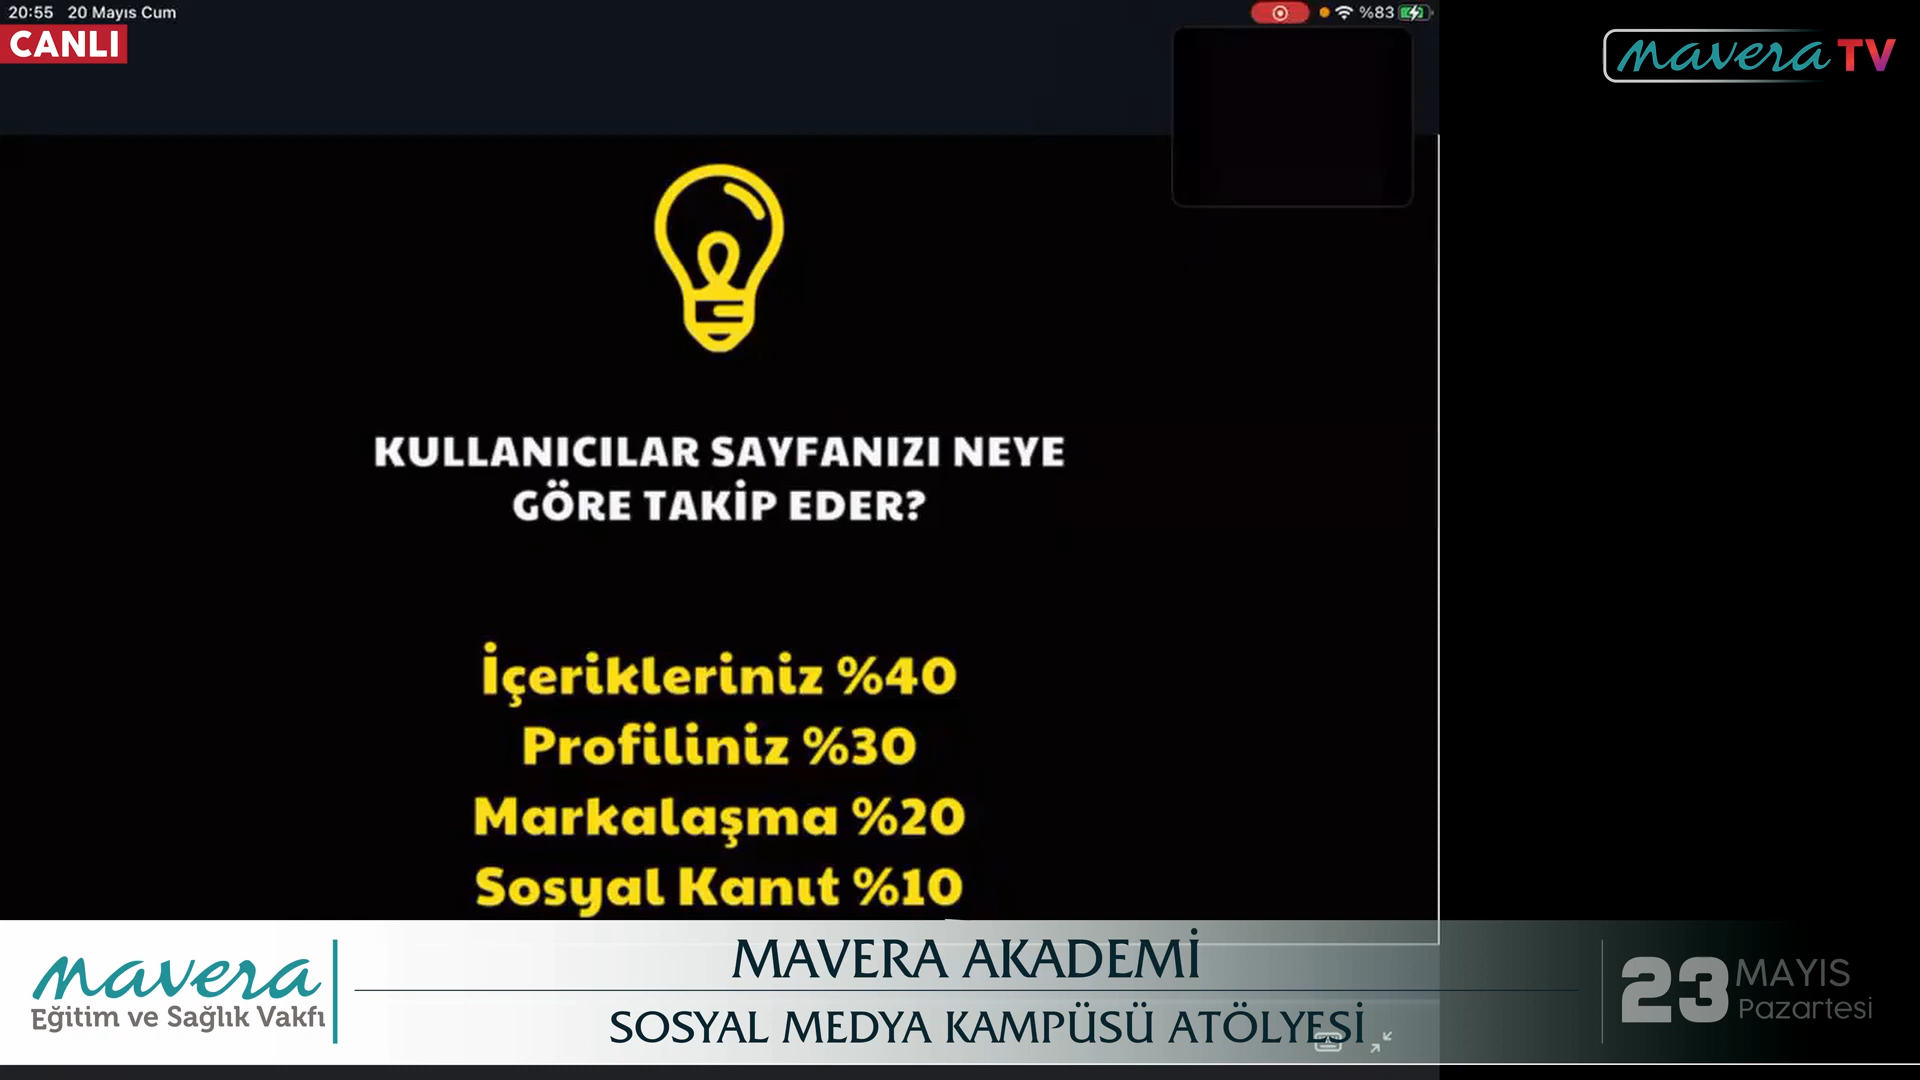 20:55 20 Mayıs Cum
%83
CANLI
mavera TV
KULLANICILAR SAYFANIZI NEYE
GÖRE TAKİP EDER?
İçerikleriniz %40
Profiliniz %30
Markalaşma %20
Sosyal Kanıt %10
mavera
Eğitim ve Sağlık Vakfı
MAVERA AKADEMİ
SOSYAL MEDYA KAMPÜSÜ ATÖLYESİ
23 MAYIS
Pazartesi